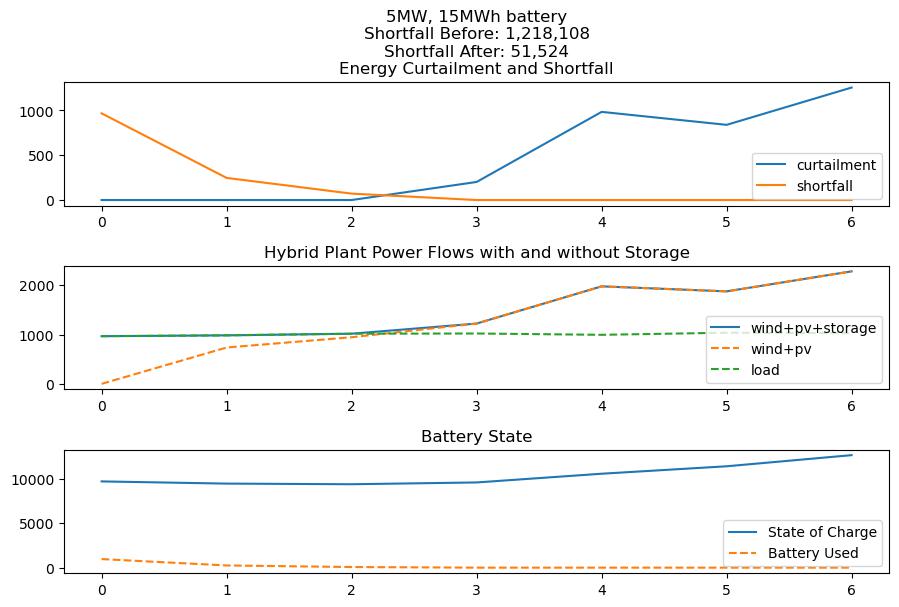 5MW, 15MWh battery
Shortfall Before: 1,218,108
Shortfall After: 51,524
Energy Curtailment and Shortfall
1000
500
0
curtailment
shortfall
0 1 2 3 4 5 6
Hybrid Plant Power Flows with and without Storage
2000
1000
0
wind+pv+storage
wind+pv
load
0 1 2 3 4 5 6
Battery State
10000
5000
0
State of Charge
Battery Used
0 1 2 3 4 5 6